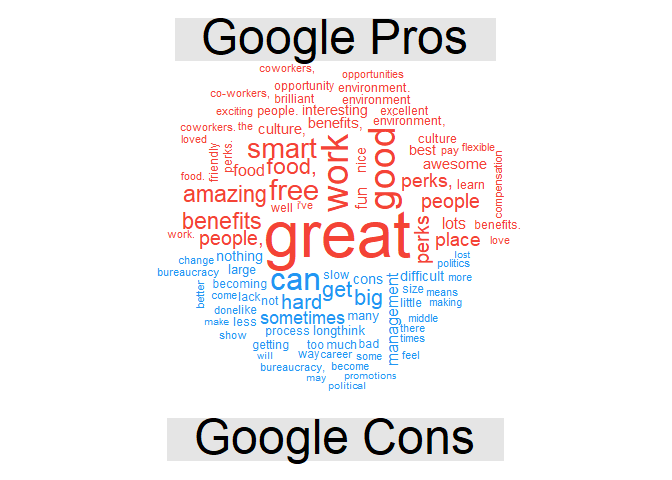 Google Pros
coworkers,
opportunities
opportunity environment.
co-workers, brilliant environment
exciting people. interesting excellent
coworkers. the culture, benefits, environment,
loved smart work good culture
friendly perks. nice best pay flexible
food. food food, awesome
amazing free fun perks, learn compensation
well i've people
benefits great perks lots benefits.
work. people, place love
nothing lost
change politics
bureaucracy large can slow cons difficult more
better becoming get size means
come lack not hard big management little making
done like sometimes many middle
make less there
show process long think times
getting too much bad
will way career some feel
bureaucracy, become
may promotions
political
Google Cons